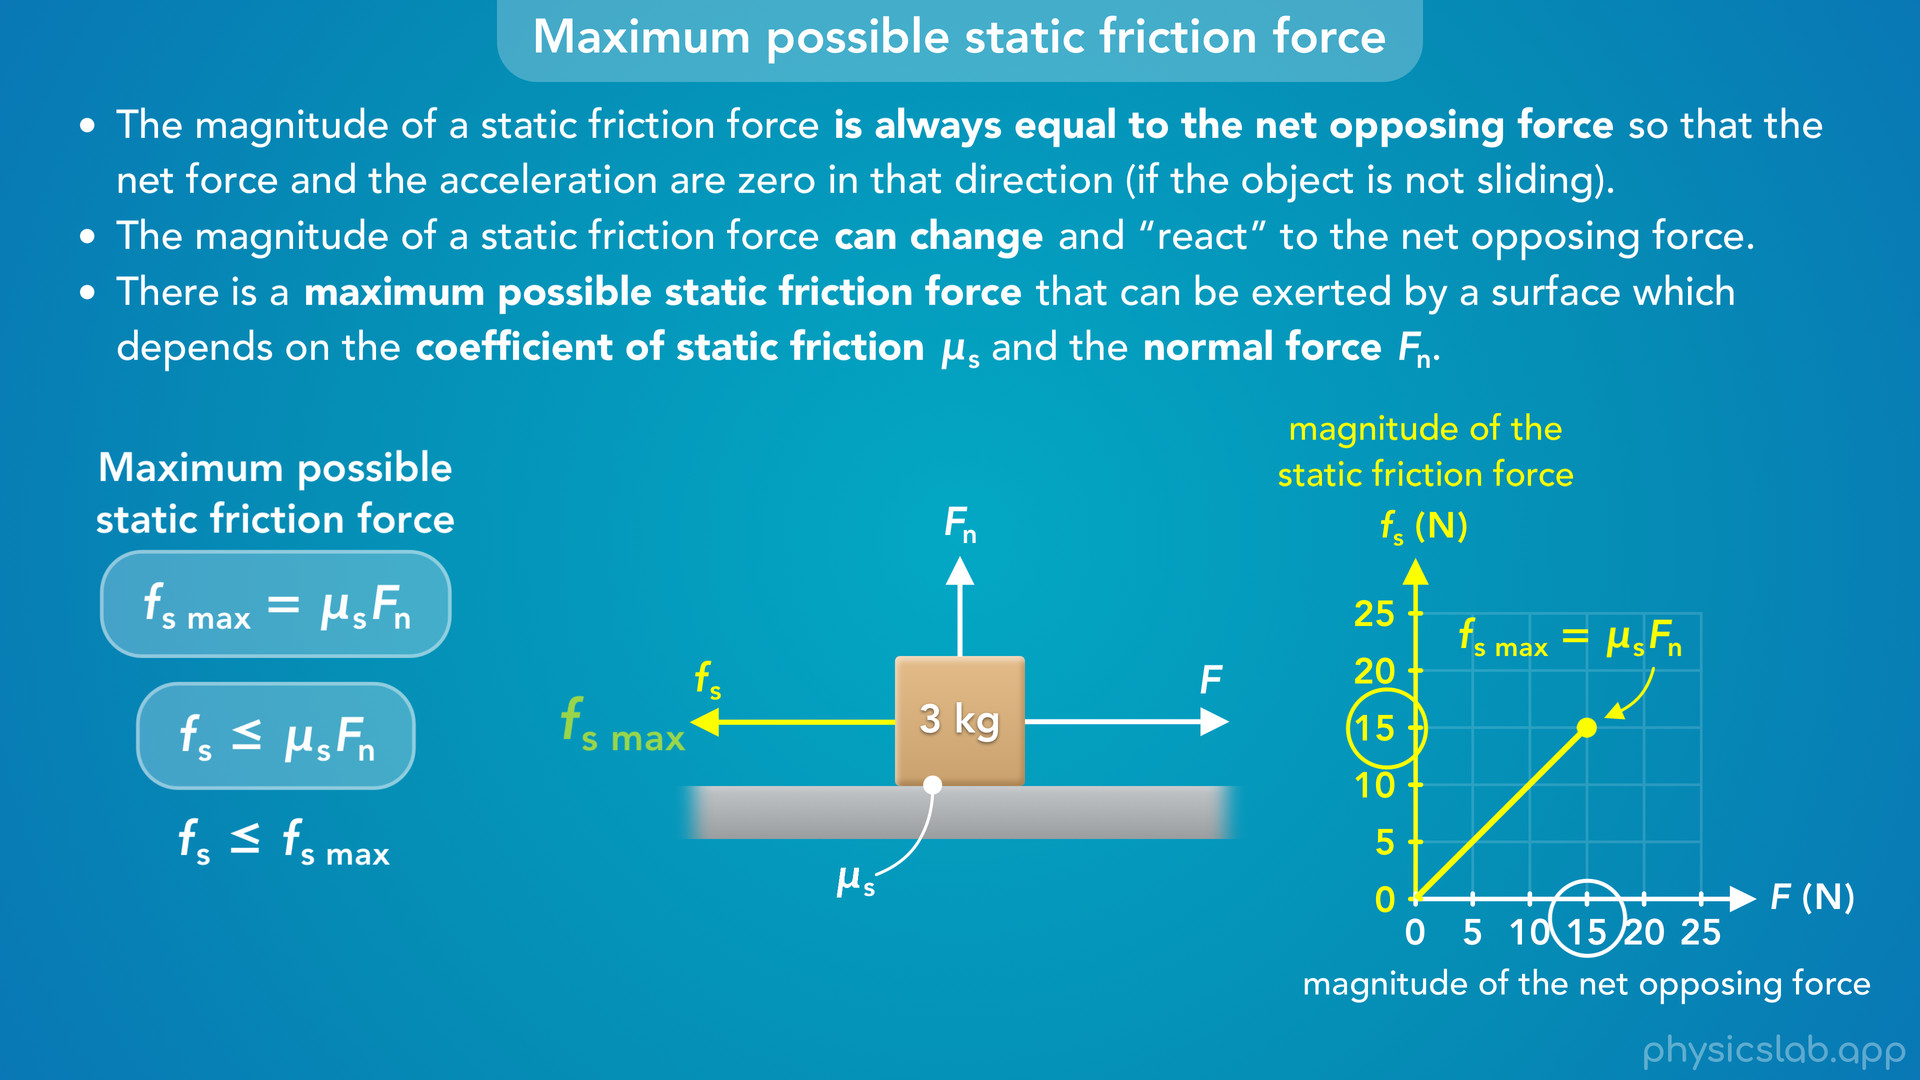 Maximum possible static friction force
• The magnitude of a static friction force is always equal to the net opposing force so that the
net force and the acceleration are zero in that direction (if the object is not sliding).
• The magnitude of a static friction force can change and “react” to the net opposing force.
• There is a maximum possible static friction force that can be exerted by a surface which
depends on the coefficient of static friction μs and the normal force Fn.
Maximum possible
static friction force
fs max = μsFn
fs ≤ μsFn
fs ≤ fs max
Fn
fs
F
fs max
3 kg
μs
magnitude of the
static friction force
fs (N)
25
fs max = μsFn
20
15
10
5
0
F (N)
0 5 10 15 20 25
magnitude of the net opposing force
physicslab.app